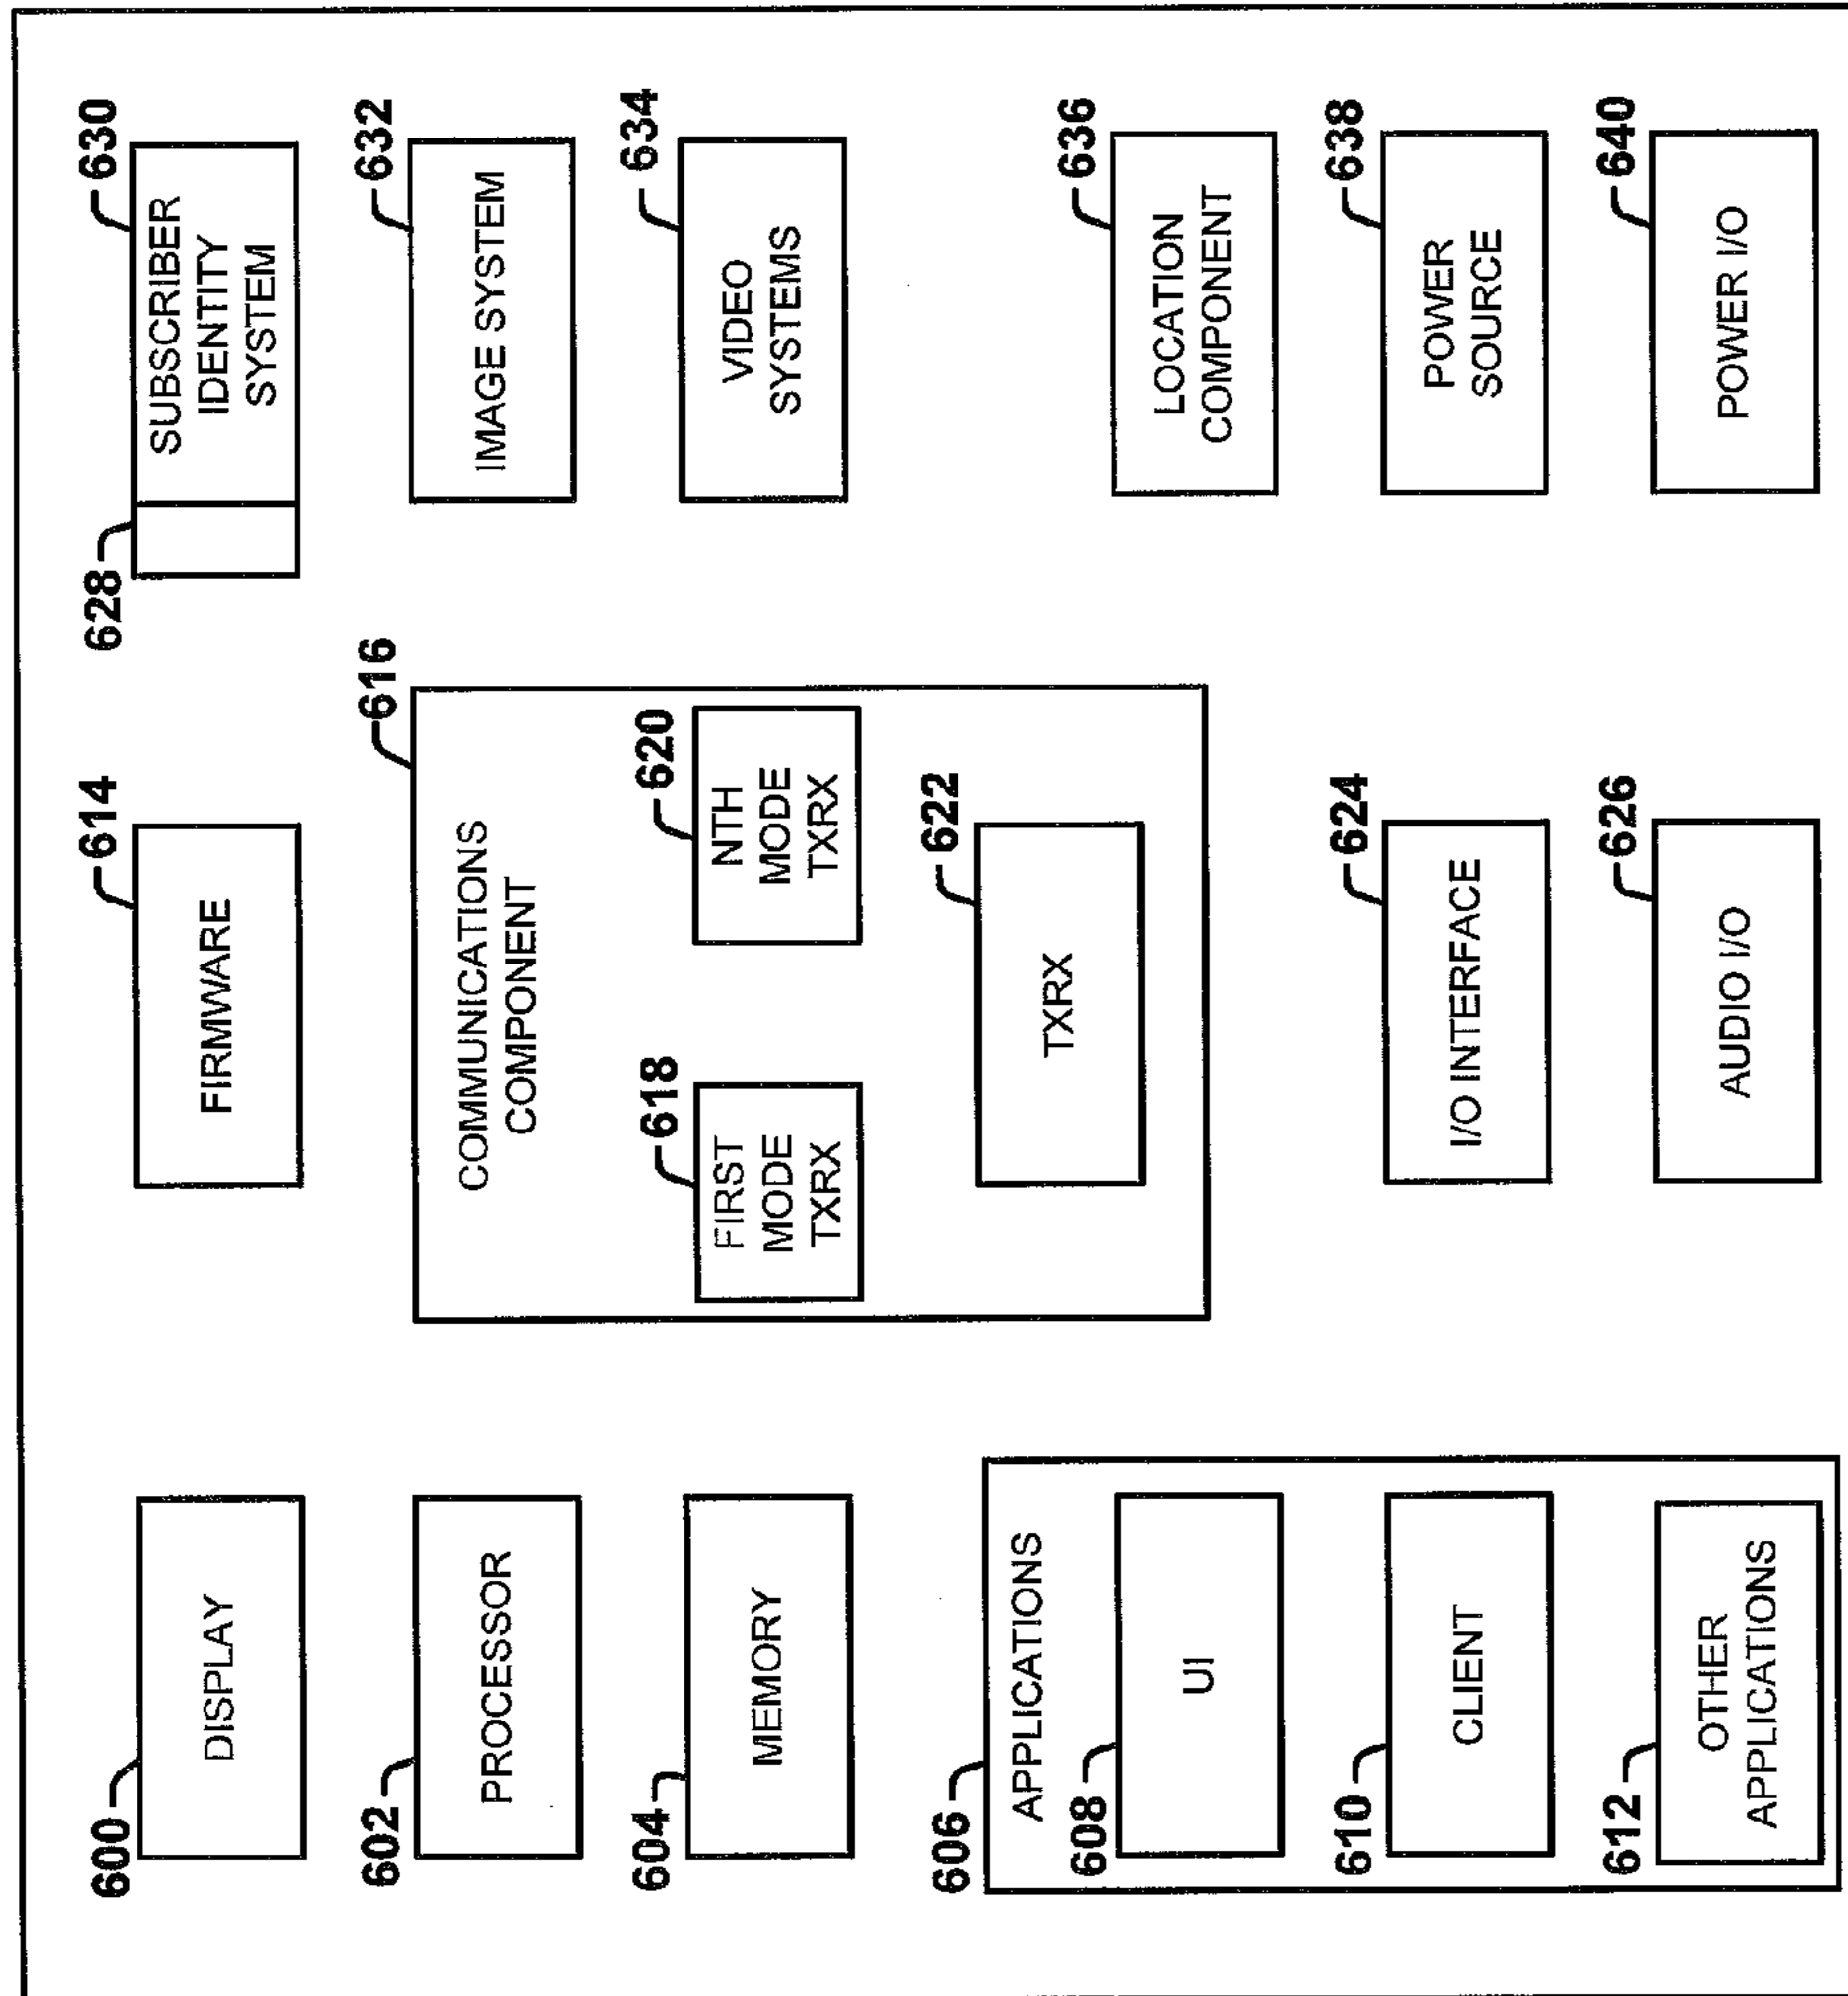 600
DISPLAY
602
PROCESSOR
604
MEMORY
606
APPLICATIONS
608
UI
610
CLIENT
612
OTHER
APPLICATIONS
614
FIRMWARE
616
COMMUNICATIONS
COMPONENT
618
FIRST
MODE
TXRX
620
NTH
MODE
TXRX
622
TXRX
624
I/O INTERFACE
626
AUDIO I/O
628
630
SUBSCRIBER
IDENTITY
SYSTEM
632
IMAGE SYSTEM
634
VIDEO
SYSTEMS
636
LOCATION
COMPONENT
638
POWER
SOURCE
640
POWER I/O